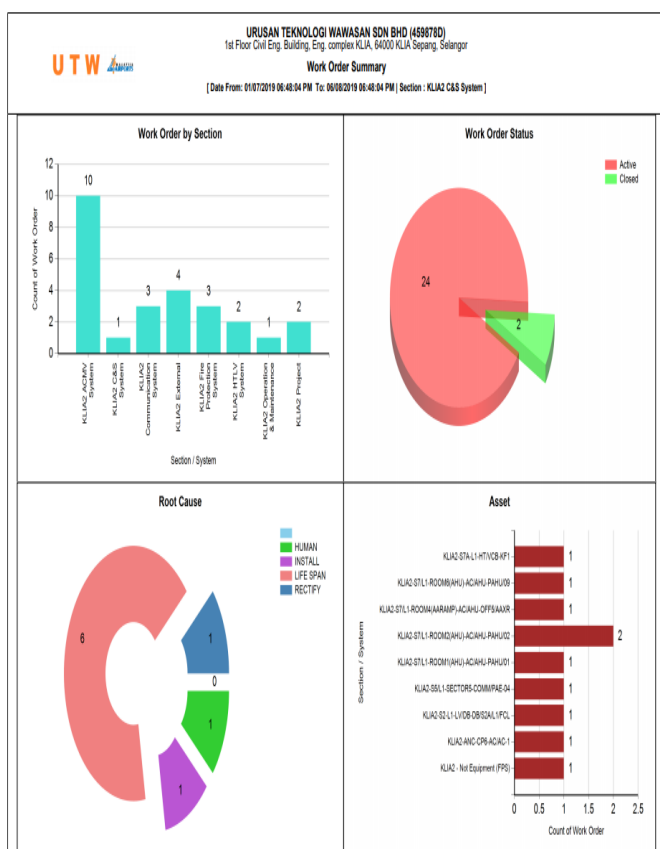 URUSAN TEKNOLOGI WAWASAN SDN BHD (459878D)
1st Floor Civil Eng. Building, Eng. complex KLIA, 64000 KLIA Sepang, Selangor
UTW
Work Order Summary
[ Date From: 01/07/2019 06:48:04 PM To: 06/08/2019 06:48:04 PM | Section : KLIA2 C&S System ]
Work Order by Section
Count of Work Order
12
10
8
6
4
2
0
10
1
3
4
3
2
1
2
KLIA2 ACMV
System
KLIA2 C&S
System
KLIA2
Communication
System
KLIA2 External
KLIA2 Fire
Protection
System
KLIA2 HTLV
System
KLIA2 Operation
& Maintenance
KLIA2 Project
Section / System
Work Order Status
Active
Closed
24
2
Root Cause
HUMAN
INSTALL
LIFE SPAN
RECTIFY
6
1
0
1
1
Asset
Section / System
KLIA2-S7A-L1-HT/VCB-KF1
1
KLIA2-S7/L1-ROOM6(AHU)-AC/AHU-PAHU/09
1
KLIA2-S7/L1-ROOM4(AARAMP)-AC/AHU-OFF5/AAXR
1
KLIA2-S7/L1-ROOM2(AHU)-AC/AHU-PAHU/02
2
KLIA2-S7/L1-ROOM1(AHU)-AC/AHU-PAHU/01
1
KLIA2-S5/L1-SECTOR5-COMM/PAE-04
1
KLIA2-S2-L1-LV/DB-DB/S2A/L1/FCL
1
KLIA2-ANC-CP6-AC/AC-1
1
KLIA2 - Not Equipment (FPS)
1
0
0.5
1
1.5
2
2.5
Count of Work Order